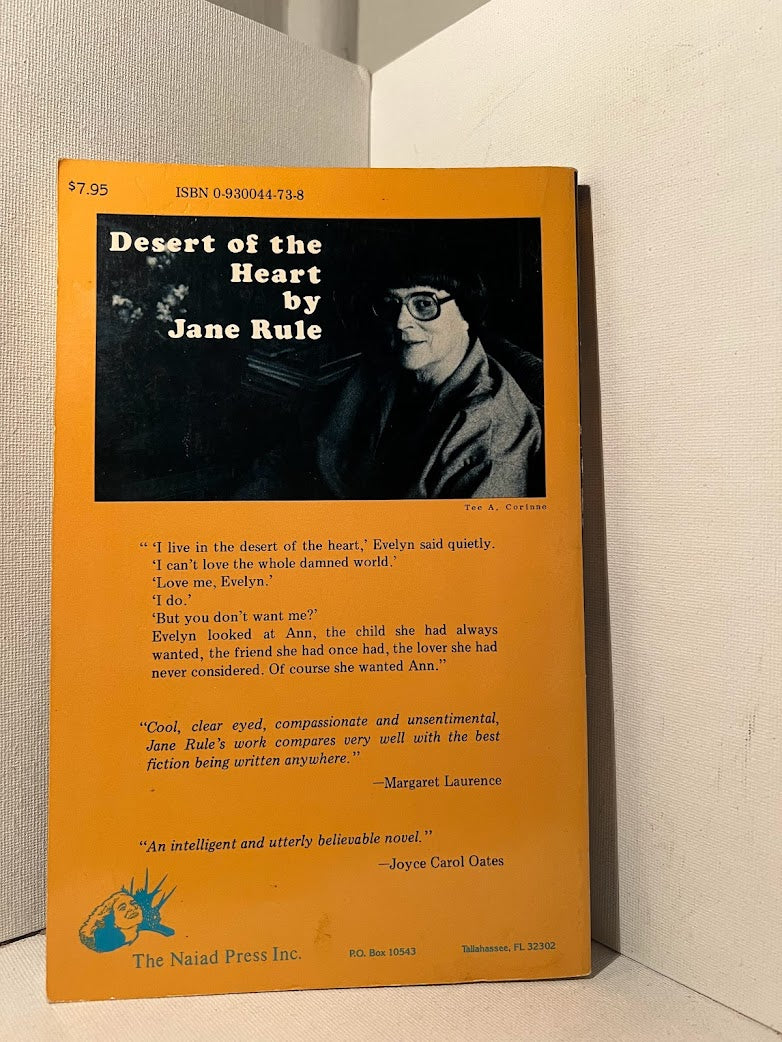 $7.95 ISBN 0-930044-73-8
Desert of the
Heart
by
Jane Rule
Tee A. Corinne
“ ‘I live in the desert of the heart,’ Evelyn said quietly.
‘I can’t love the whole damned world.’
‘Love me, Evelyn.’
‘I do.’
‘But you don’t want me?’
Evelyn looked at Ann, the child she had always
wanted, the friend she had once had, the lover she had
never considered. Of course she wanted Ann.”
“Cool, clear eyed, compassionate and unsentimental,
Jane Rule’s work compares very well with the best
fiction being written anywhere.”
—Margaret Laurence
“An intelligent and utterly believable novel.”
—Joyce Carol Oates
The Naiad Press Inc. P.O. Box 10543 Tallahassee, FL 32302